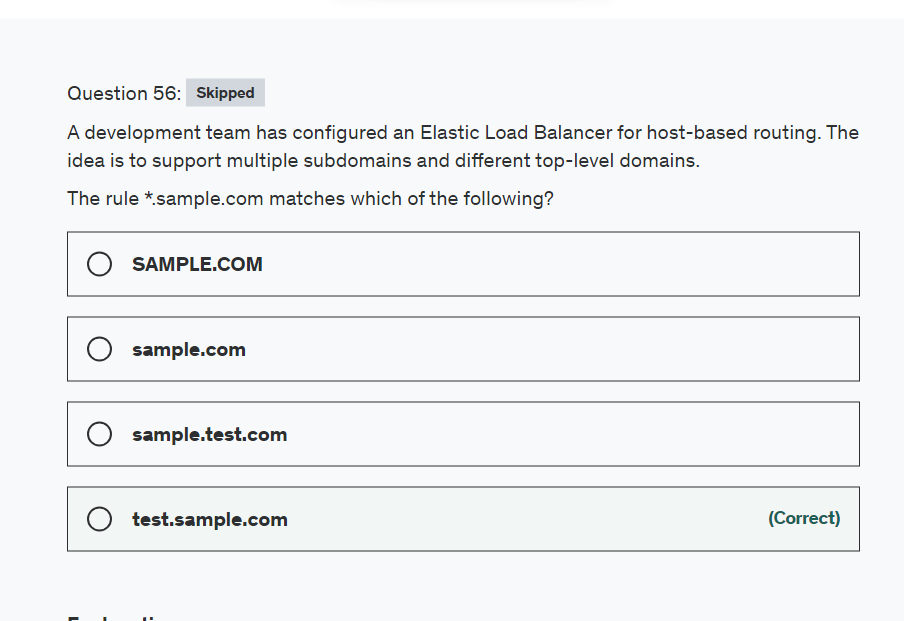 Question 56: Skipped
A development team has configured an Elastic Load Balancer for host-based routing. The
idea is to support multiple subdomains and different top-level domains.
The rule *.sample.com matches which of the following?
SAMPLE.COM
sample.com
sample.test.com
test.sample.com (Correct)